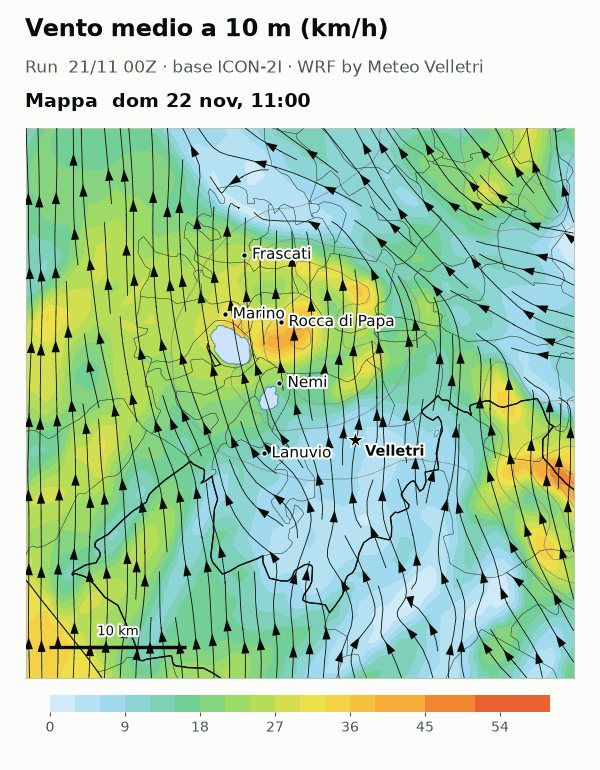 Vento medio a 10 m (km/h)
Run  21/11 00Z · base ICON-2I · WRF by Meteo Velletri
Mappa  dom 22 nov, 11:00
Frascati
Marino
Rocca di Papa
Nemi
Velletri
Lanuvio
10 km
0 9 18 27 36 45 54